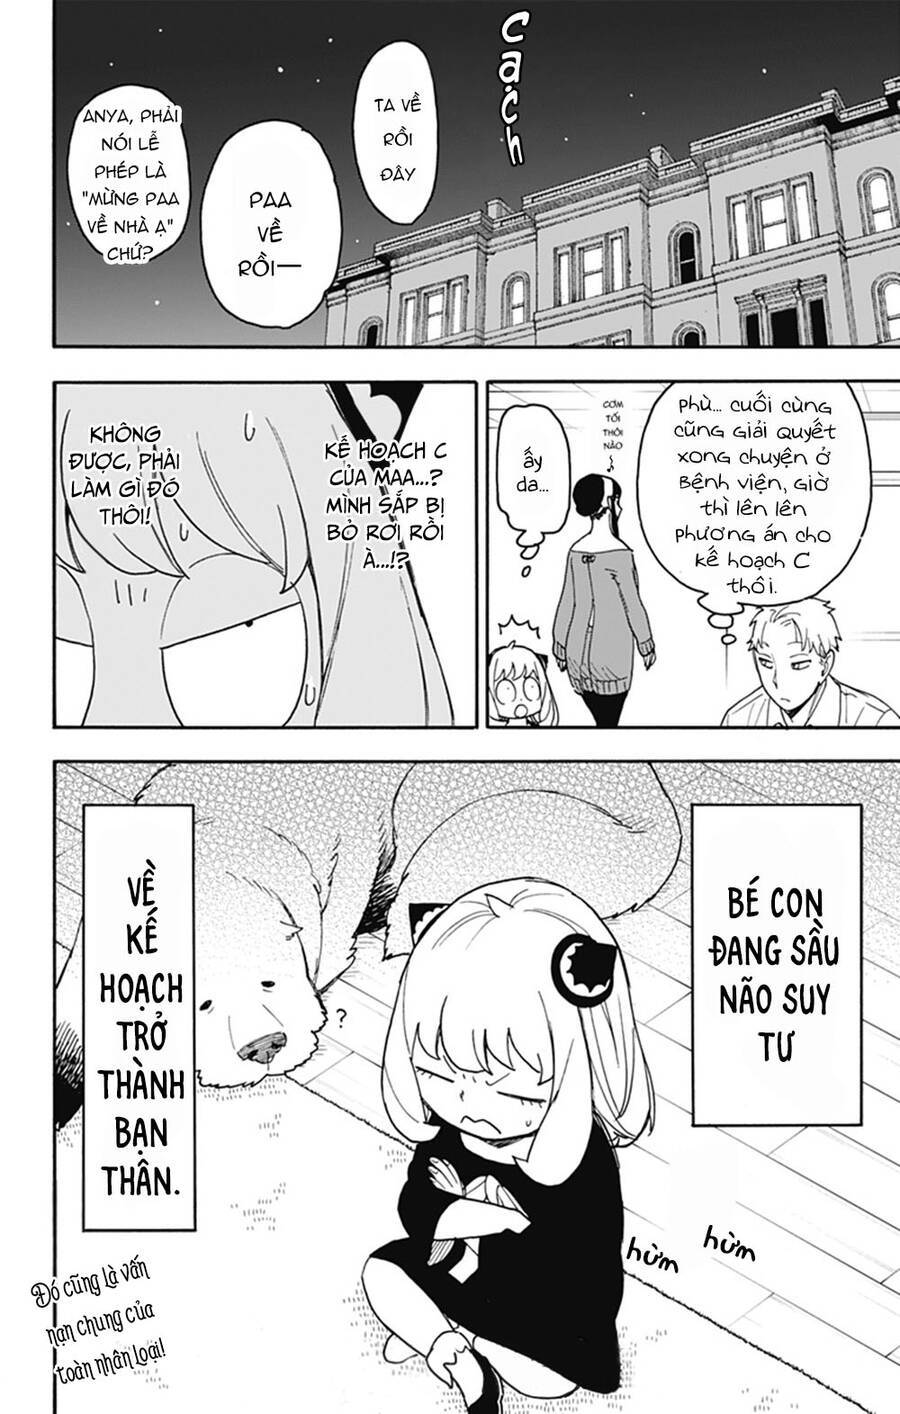 cạch
TA VỀ
RỒI
ĐÂY
PAA
VỀ
RỒI—
ANYA, PHẢI
NÓI LỄ
PHÉP LÀ
"MỪNG PAA
VỀ NHÀ Ạ"
CHỨ?
Phù... cuối cùng
cũng giải quyết
xong chuyện ở
Bệnh viện, giờ
thì lên lên
phương án cho
kế hoạch C
thôi.
CƠM
TỐI
THÔI
NÀO
ấy
da...
KẾ HOẠCH C
CỦA MAA...?
MÌNH SẮP BỊ
BỎ RƠI RỒI
À...!?
KHÔNG
ĐƯỢC, PHẢI
LÀM GÌ ĐÓ
THÔI!
BÉ CON
ĐANG SẦU
NÃO SUY
TƯ
VỀ
KẾ
HOẠCH
TRỞ
THÀNH
BẠN
THÂN.
?
hừm
hừm
Đó cũng là vấn
nạn chung của
toàn nhân loại!